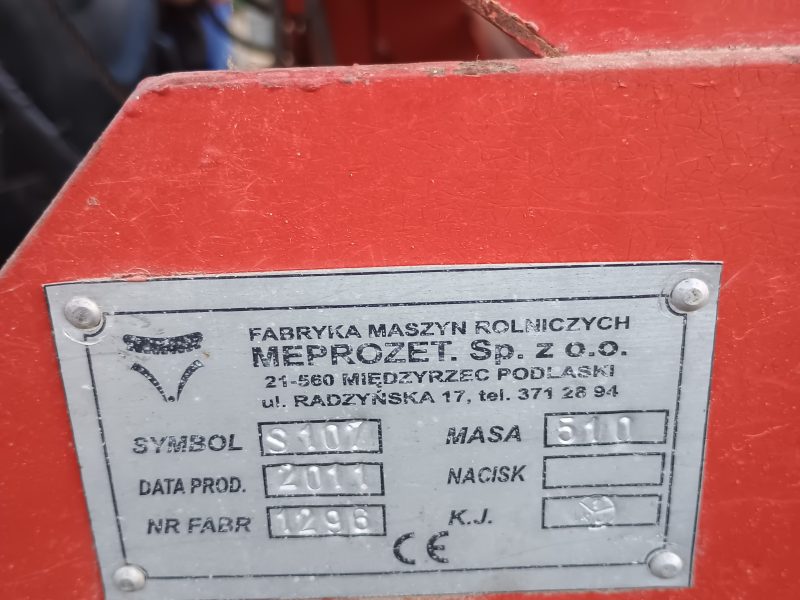 FABRYKA MASZYN ROLNICZYCH
MEPROZET. Sp. z o.o.
21-560 MIĘDZYRZEC PODLASKI
ul. RADZYŃSKA 17, tel. 371 28 94
SYMBOL S107 MASA 510
DATA PROD. 2011 NACISK
NR FABR 1296 K.J.
CE